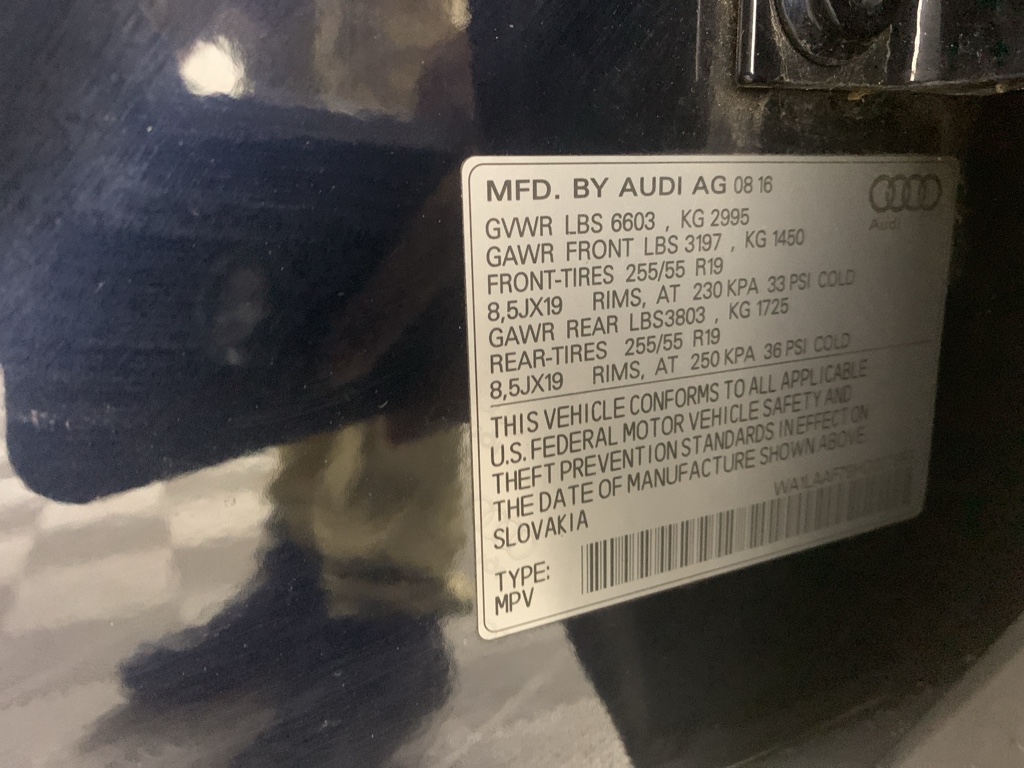 MFD. BY AUDI AG 08 16
Audi
GVWR LBS 6603 , KG 2995
GAWR FRONT LBS 3197 , KG 1450
FRONT-TIRES 255/55 R19
8,5JX19 RIMS, AT 230 KPA 33 PSI COLD
GAWR REAR LBS3803 , KG 1725
REAR-TIRES 255/55 R19
8,5JX19 RIMS, AT 250 KPA 36 PSI COLD
THIS VEHICLE CONFORMS TO ALL APPLICABLE
U.S. FEDERAL MOTOR VEHICLE SAFETY AND
THEFT PREVENTION STANDARDS IN EFFECT ON
THE DATE OF MANUFACTURE SHOWN ABOVE
SLOVAKIA
TYPE:
MPV